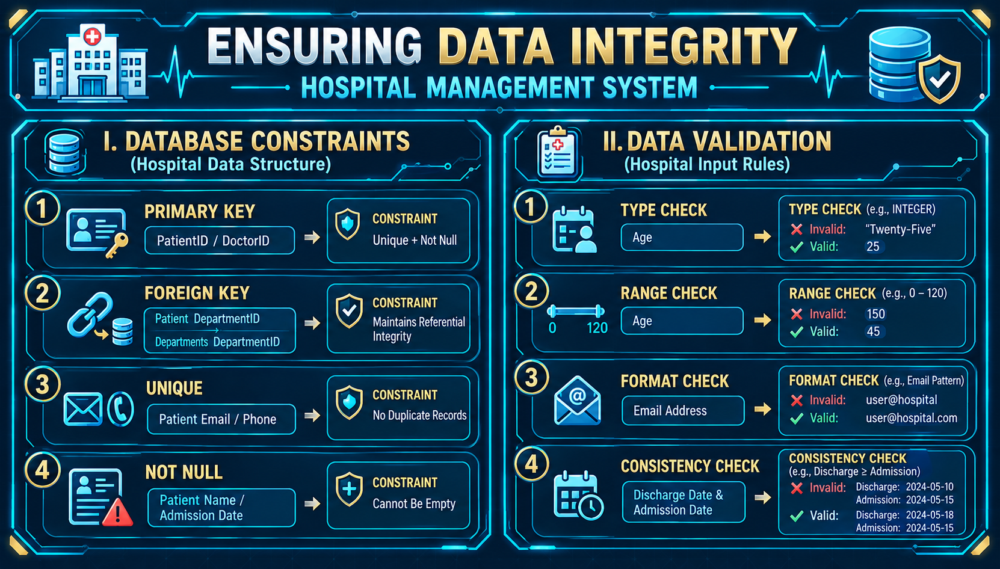 ENSURING DATA INTEGRITY
HOSPITAL MANAGEMENT SYSTEM
I. DATABASE CONSTRAINTS
(Hospital Data Structure)
1
PRIMARY KEY
PatientID / DoctorID
CONSTRAINT
Unique + Not Null
2
FOREIGN KEY
Patient DepartmentID
Departments DepartmentID
CONSTRAINT
Maintains Referential
Integrity
3
UNIQUE
Patient Email / Phone
CONSTRAINT
No Duplicate Records
4
NOT NULL
Patient Name /
Admission Date
CONSTRAINT
Cannot Be Empty
II. DATA VALIDATION
(Hospital Input Rules)
1
TYPE CHECK
Age
TYPE CHECK (e.g., INTEGER)
Invalid: “Twenty-Five”
Valid: 25
2
0 120
RANGE CHECK
Age
RANGE CHECK (e.g., 0 – 120)
Invalid: 150
Valid: 45
3
@
FORMAT CHECK
Email Address
FORMAT CHECK (e.g., Email Pattern)
Invalid: user@hospital
Valid: user@hospital.com
4
CONSISTENCY CHECK
Discharge Date &
Admission Date
CONSISTENCY CHECK
(e.g., Discharge ≥ Admission)
Invalid: Discharge: 2024-05-10
Admission: 2024-05-15
Valid: Discharge: 2024-05-18
Admission: 2024-05-15